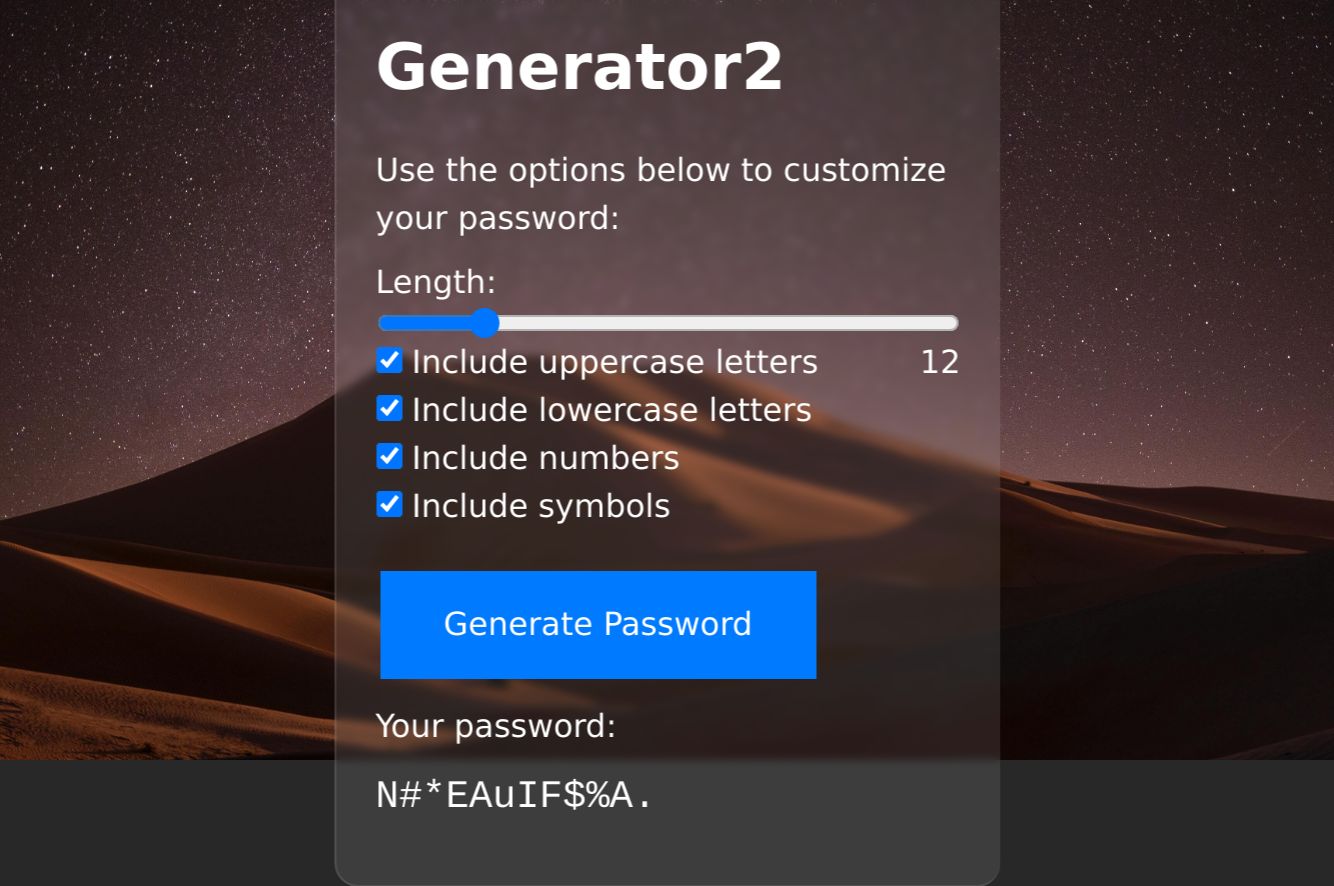 Generator2
Use the options below to customize
your password:
Length:
Include uppercase letters 12
Include lowercase letters
Include numbers
Include symbols
Generate Password
Your password:
N#*EAuIF$%A.